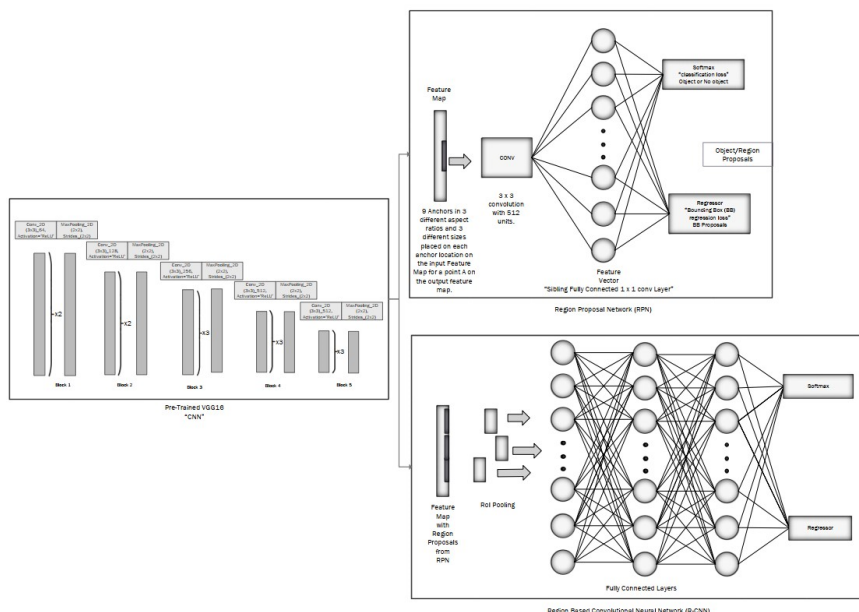 Conv_2D
(3x3)_64,
Activation='ReLU'
MaxPooling_2D
(2x2),
Strides_(2x2)
Conv_2D
(3x3)_128,
Activation='ReLU'
MaxPooling_2D
(2x2),
Strides_(2x2)
Conv_2D
(3x3)_256,
Activation='ReLU'
MaxPooling_2D
(2x2),
Strides_(2x2)
Conv_2D
(3x3)_512,
Activation='ReLU'
MaxPooling_2D
(2x2),
Strides_(2x2)
Conv_2D
(3x3)_512,
Activation='ReLU'
MaxPooling_2D
(2x2),
Strides_(2x2)
x2
x2
x3
x3
x3
Block 1
Block 2
Block 3
Block 4
Block 5
Pre-Trained VGG16
"CNN"
Feature
Map
9 Anchors in 3
different aspect
ratios and 3
different sizes
placed on each
anchor location on
the input Feature
Map for a point A on
the output feature
map.
CONV
3 x 3
convolution
with 512
units.
Feature
Vector
"Sibling Fully Connected 1 x 1 conv Layer"
Softmax
"classification loss"
Object or No object
Object/Region
Proposals
Regressor
"Bounding Box (BB)
regression loss"
BB Proposals
Region Proposal Network (RPN)
Feature
Map
with
Region
Proposals
from
RPN
RoI Pooling
Softmax
Regressor
Fully Connected Layers
Region Based Convolutional Neural Network (R-CNN)